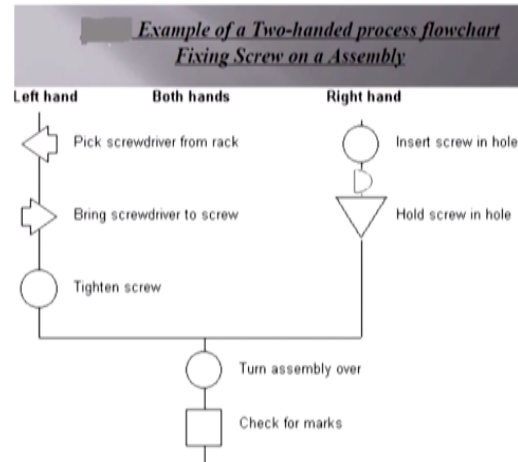 Example of a Two-handed process flowchart
Fixing Screw on a Assembly
Left hand Both hands Right hand
Pick screwdriver from rack Insert screw in hole
Bring screwdriver to screw Hold screw in hole
Tighten screw
Turn assembly over
Check for marks